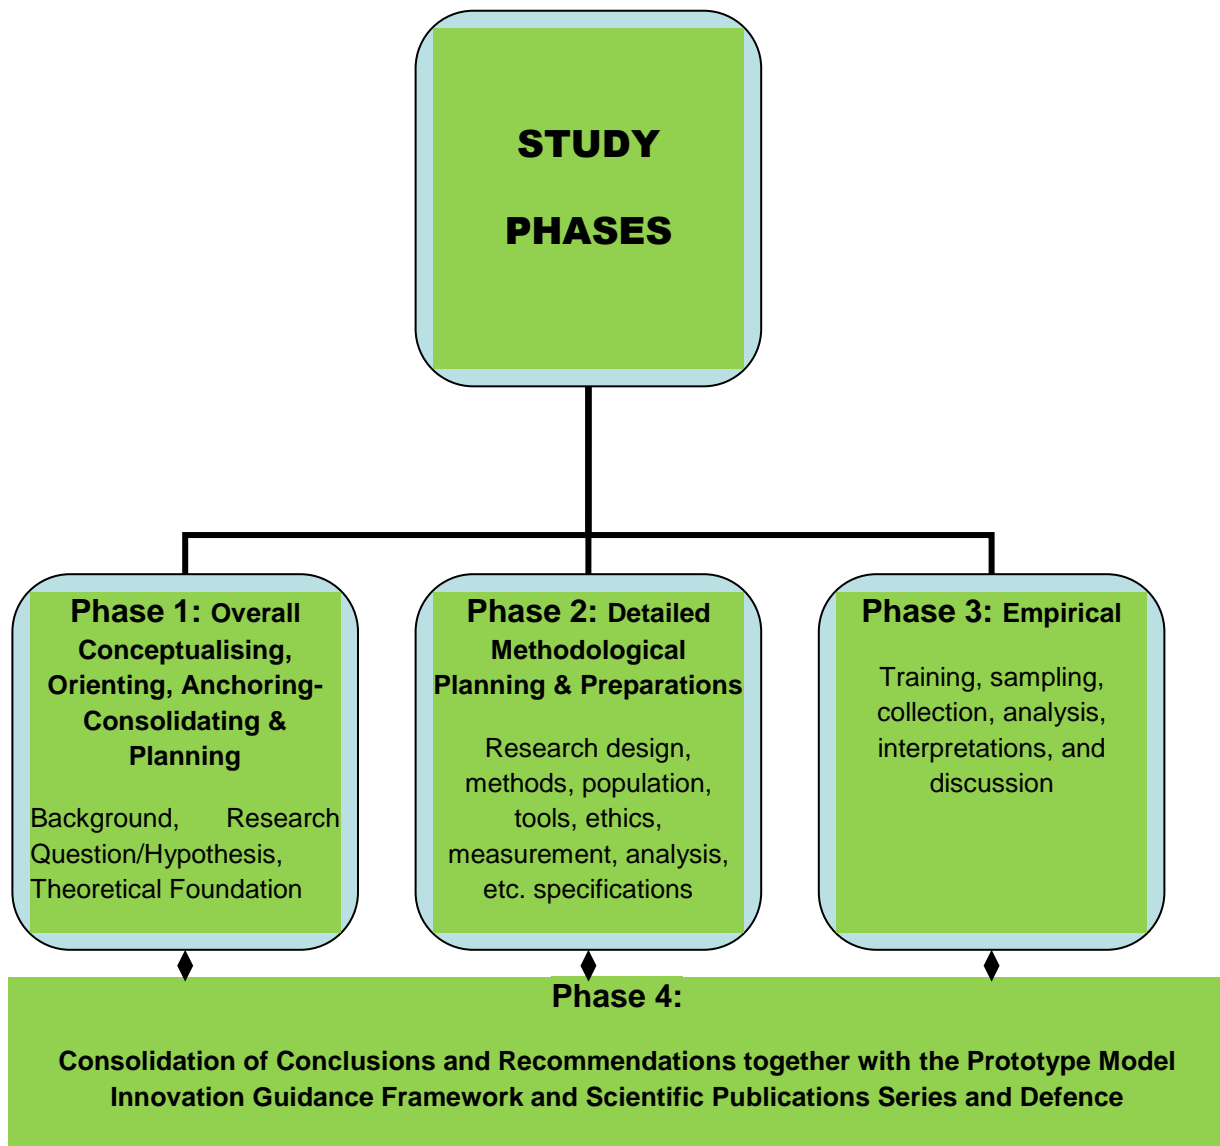 STUDY
PHASES
Phase 1: Overall
Conceptualising,
Orienting, Anchoring-
Consolidating &
Planning
Background, Research
Question/Hypothesis,
Theoretical Foundation
Phase 2: Detailed
Methodological
Planning & Preparations
Research design,
methods, population,
tools, ethics,
measurement, analysis,
etc. specifications
Phase 3: Empirical
Training, sampling,
collection, analysis,
interpretations, and
discussion
Phase 4:
Consolidation of Conclusions and Recommendations together with the Prototype Model
Innovation Guidance Framework and Scientific Publications Series and Defence